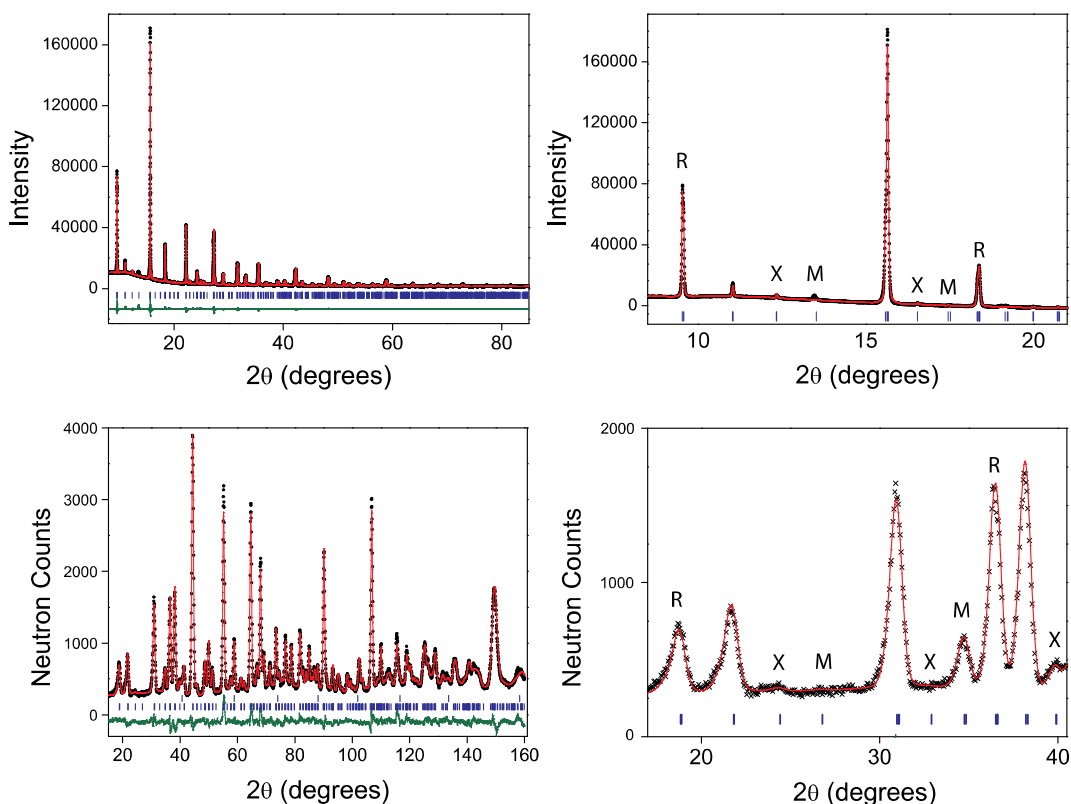 160000
120000
80000
40000
0
Intensity
20 40 60 80
2θ (degrees)
160000
120000
80000
40000
0
Intensity
R
X
M
X
M
R
10 15 20
2θ (degrees)
4000
3000
2000
1000
0
Neutron Counts
20 40 60 80 100 120 140 160
2θ (degrees)
2000
1000
0
Neutron Counts
R
X
M
X
M
R
X
20 30 40
2θ (degrees)